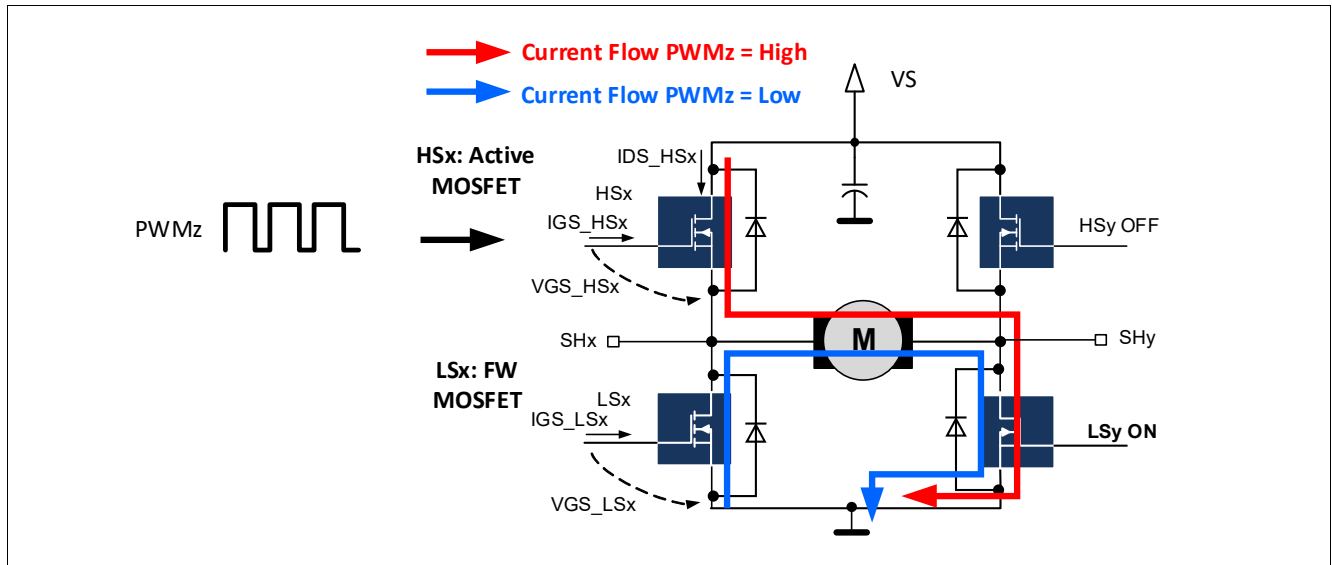 Current Flow PWMz = High
Current Flow PWMz = Low
VS
HSx: Active
MOSFET
IDS_HSx
HSx
IGS_HSx
PWMz
HSy OFF
VGS_HSx
SHx
M
SHy
LSx: FW
MOSFET
LSx
IGS_LSx
LSy ON
VGS_LSx